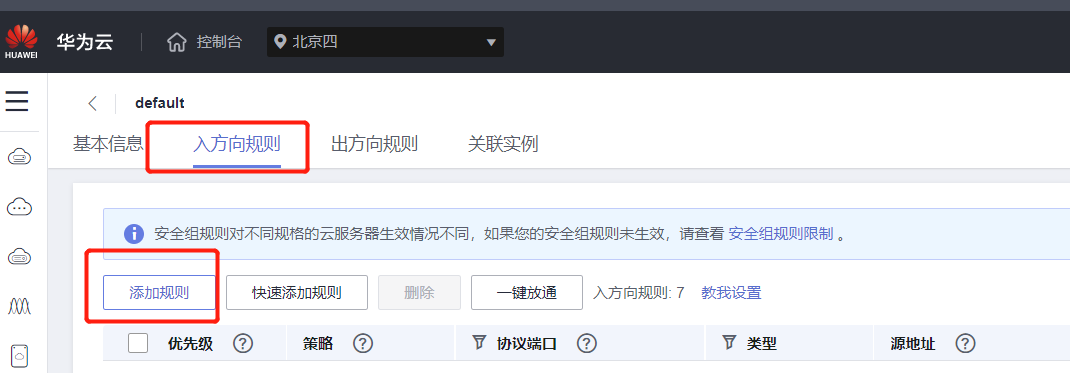 HUAWEI 华为云 控制台 北京四
default
基本信息 入方向规则 出方向规则 关联实例
安全组规则对不同规格的云服务器生效情况不同，如果您的安全组规则未生效，请查看 安全组规则限制 。
添加规则 快速添加规则 删除 一键放通 入方向规则: 7 教我设置
优先级 策略 协议端口 类型 源地址